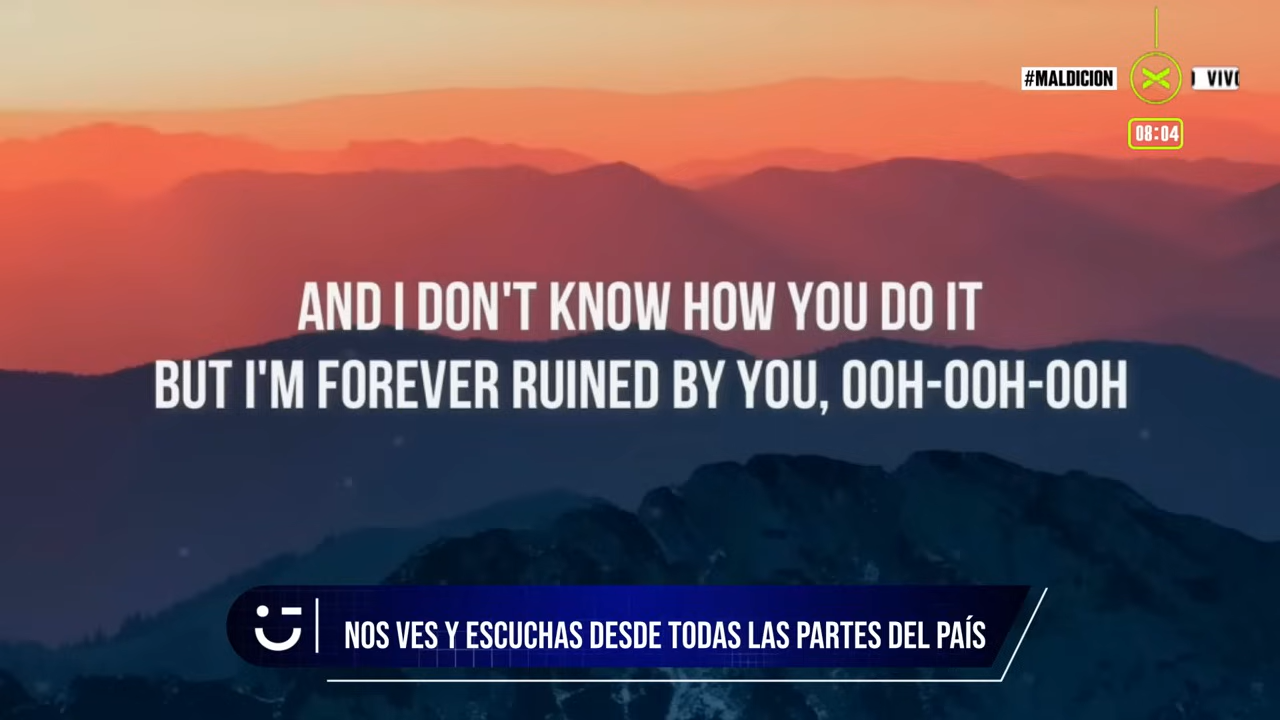 #MALDICION
08:04
AND I DON'T KNOW HOW YOU DO IT
BUT I'M FOREVER RUINED BY YOU, OOH-OOH-OOH
NOS VES Y ESCUCHAS DESDE TODAS LAS PARTES DEL PAÍS